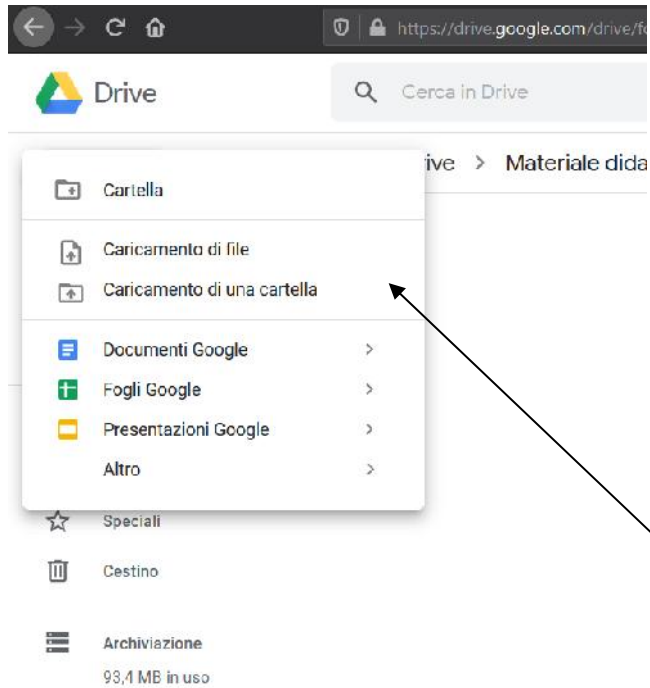 https://drive.google.com/drive/fo
Drive
Cerca in Drive
ive > Materiale dida
Cartella
Caricamento di file
Caricamento di una cartella
Documenti Google >
Fogli Google >
Presentazioni Google >
Altro >
Speciali
Cestino
Archiviazione
93,4 MB in uso